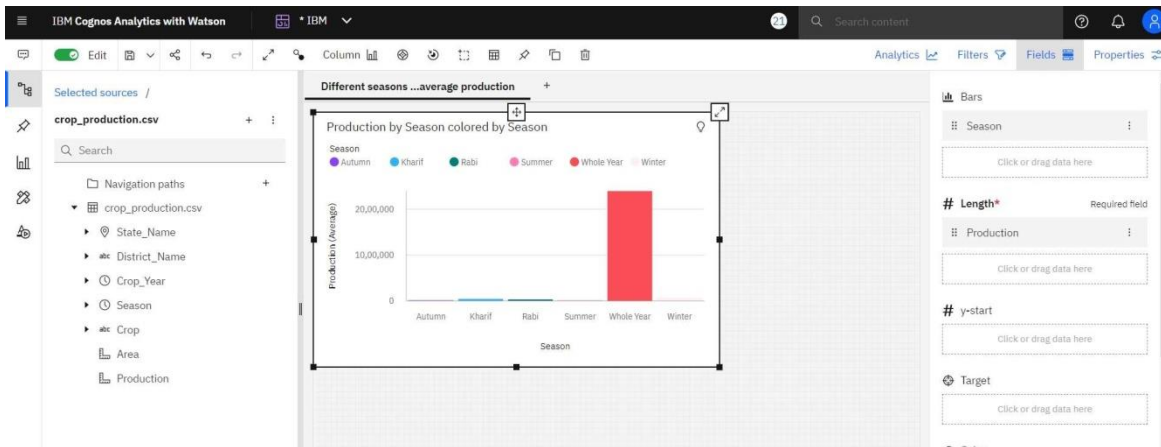 IBM Cognos Analytics with Watson
* IBM
21
Search content
Edit
Column
Analytics
Filters
Fields
Properties
Selected sources /
crop_production.csv
Search
Navigation paths
crop_production.csv
State_Name
abc District_Name
Crop_Year
Season
abc Crop
Area
Production
Different seasons ...average production
Production by Season colored by Season
Season
Autumn Kharif Rabi Summer Whole Year Winter
Production (Average)
20,00,000
10,00,000
0
Autumn Kharif Rabi Summer Whole Year Winter
Season
Bars
Season
Click or drag data here
# Length* Required field
Production
Click or drag data here
# y-start
Click or drag data here
Target
Click or drag data here